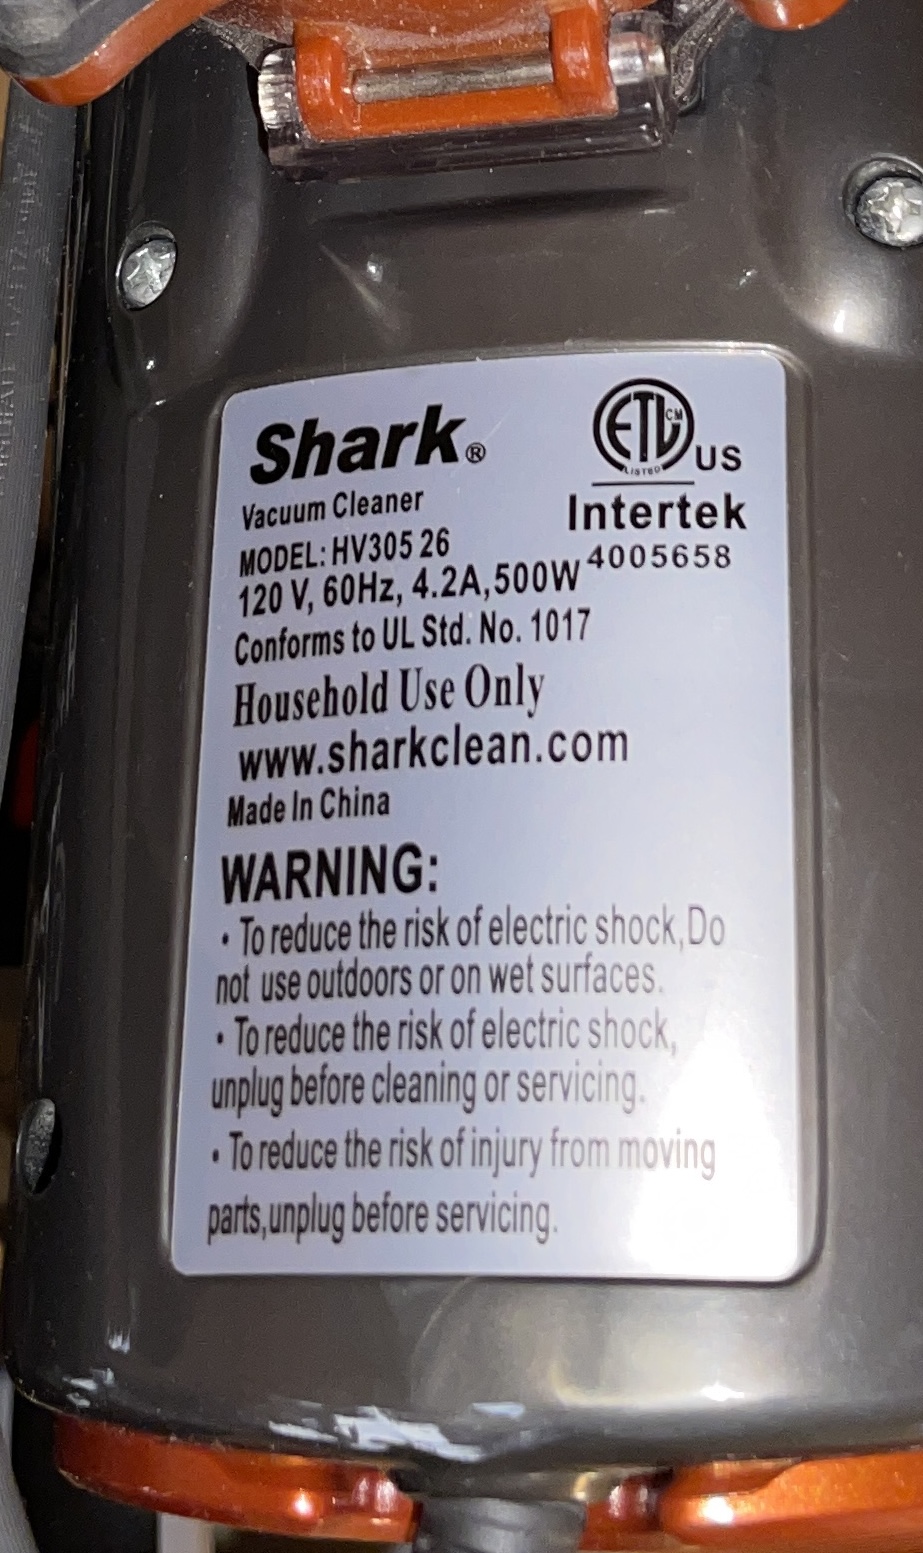 Shark®
ETL CM
LISTED
US
Intertek
4005658
Vacuum Cleaner
MODEL: HV305 26
120 V, 60Hz, 4.2A,500W
Conforms to UL Std. No. 1017
Household Use Only
www.sharkclean.com
Made In China
WARNING:
· To reduce the risk of electric shock,Do
not use outdoors or on wet surfaces.
· To reduce the risk of electric shock,
unplug before cleaning or servicing.
· To reduce the risk of injury from moving
parts,unplug before servicing.